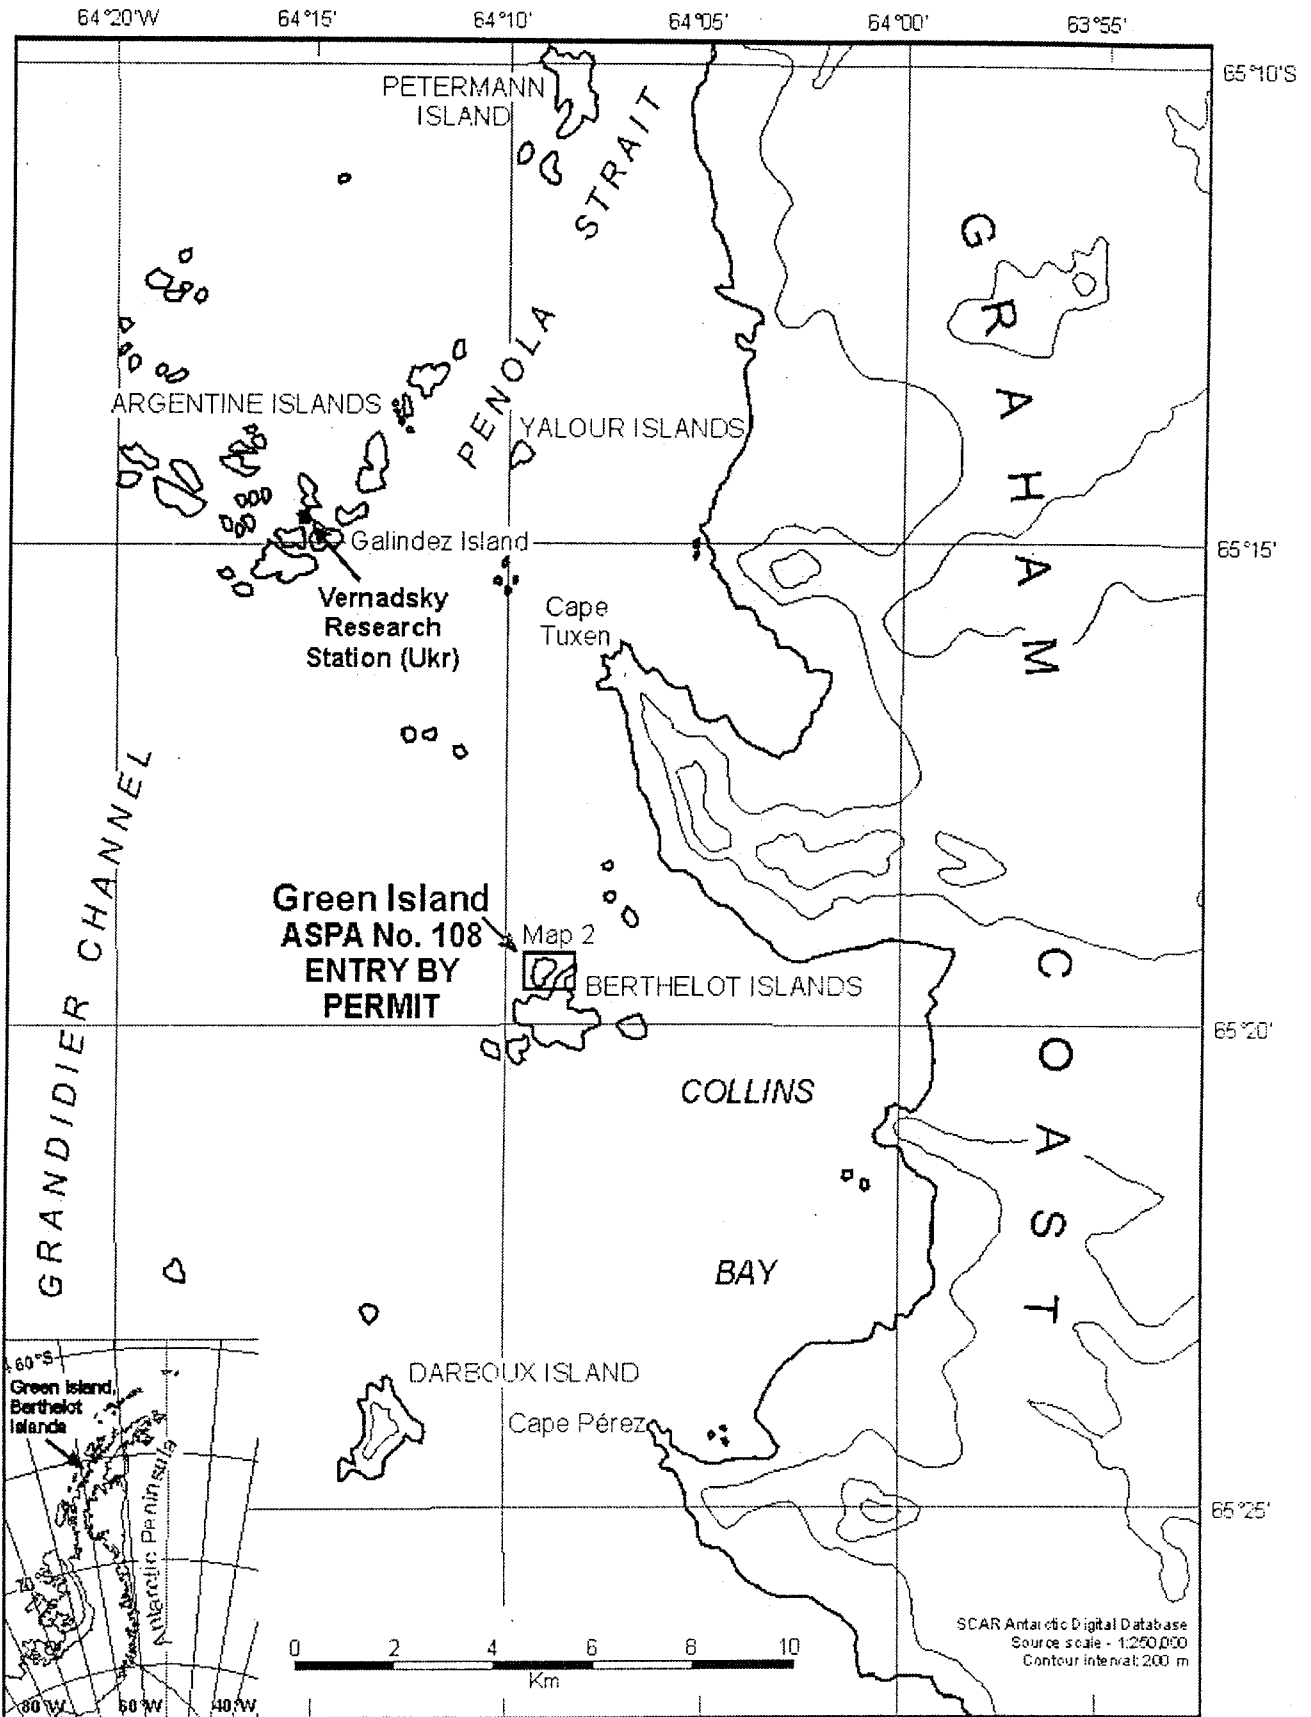 64°20'W
64°15'
64°10'
64°05'
64°00'
63°55'
65°10'S
PETERMANN
ISLAND
PENOLA STRAIT
ARGENTINE ISLANDS
YALOUR ISLANDS
Galindez Island
65°15'
Vernadsky
Research
Station (Ukr)
Cape
Tuxen
GRAHAM COAST
GRANDIDIER CHANNEL
Green Island
ASPA No. 108
ENTRY BY
PERMIT
Map 2
BERTHELOT ISLANDS
65°20'
COLLINS
BAY
DARBOUX ISLAND
Cape Pérez
65°25'
60°S
Green Island,
Berthelot
Islands
Antarctic Peninsula
70°
80°W
60°W
40°W
0 2 4 6 8 10
Km
SCAR Antarctic Digital Database
Source scale - 1:250,000
Contour interval: 200 m